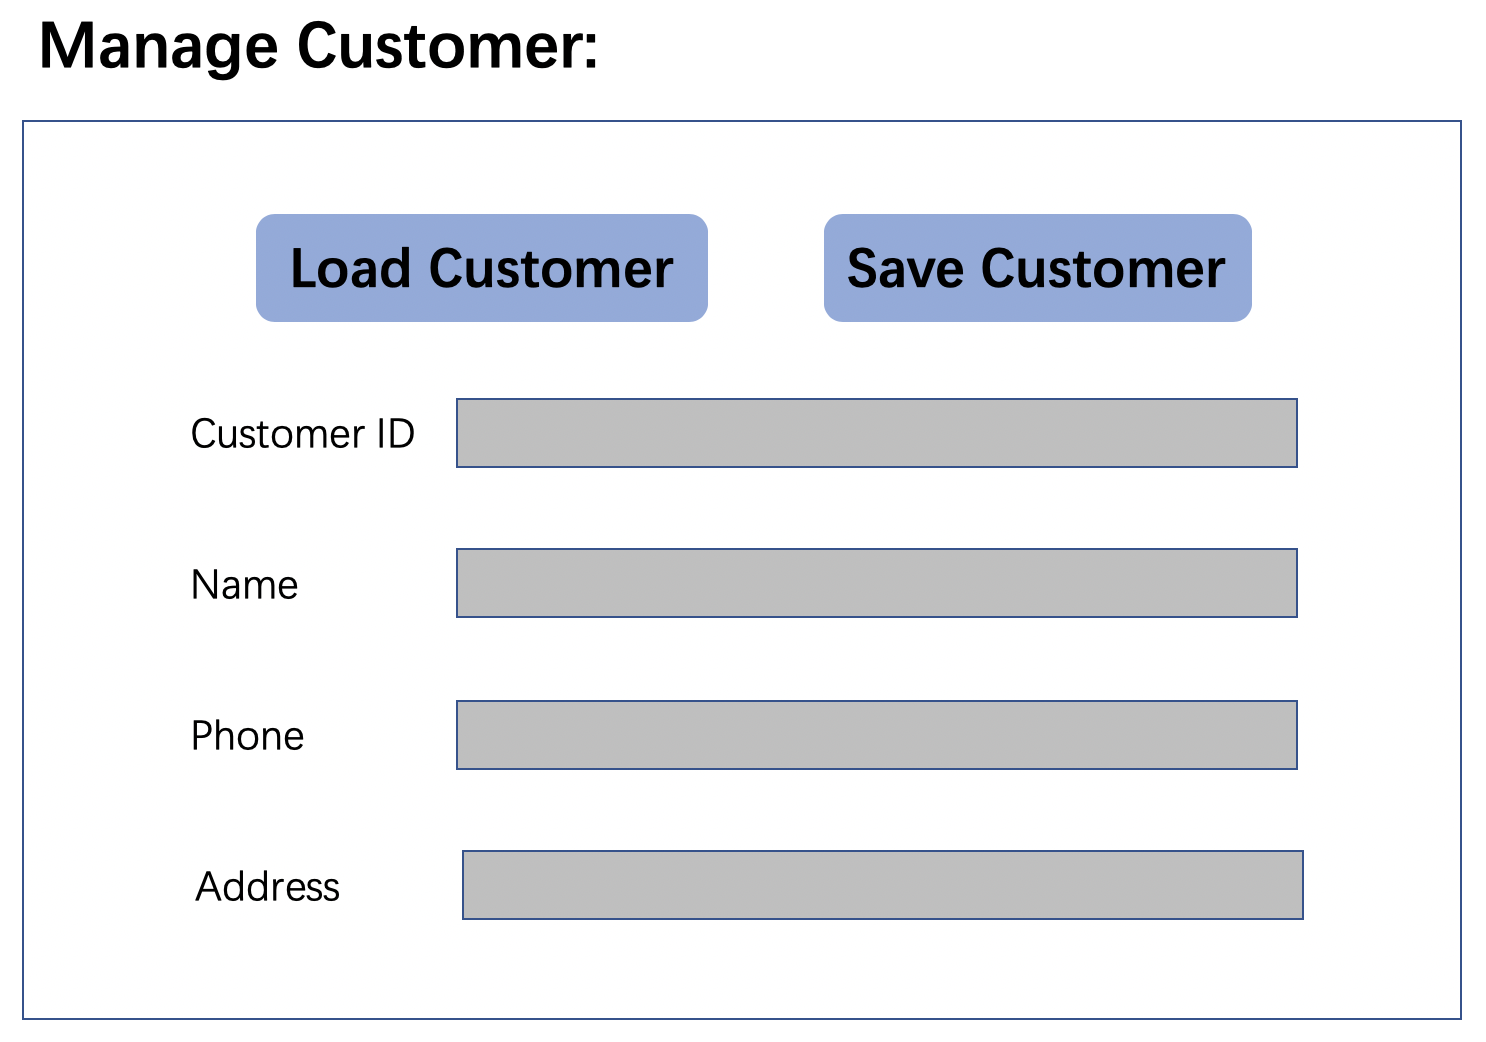 Manage Customer:
Load Customer
Save Customer
Customer ID
Name
Phone
Address